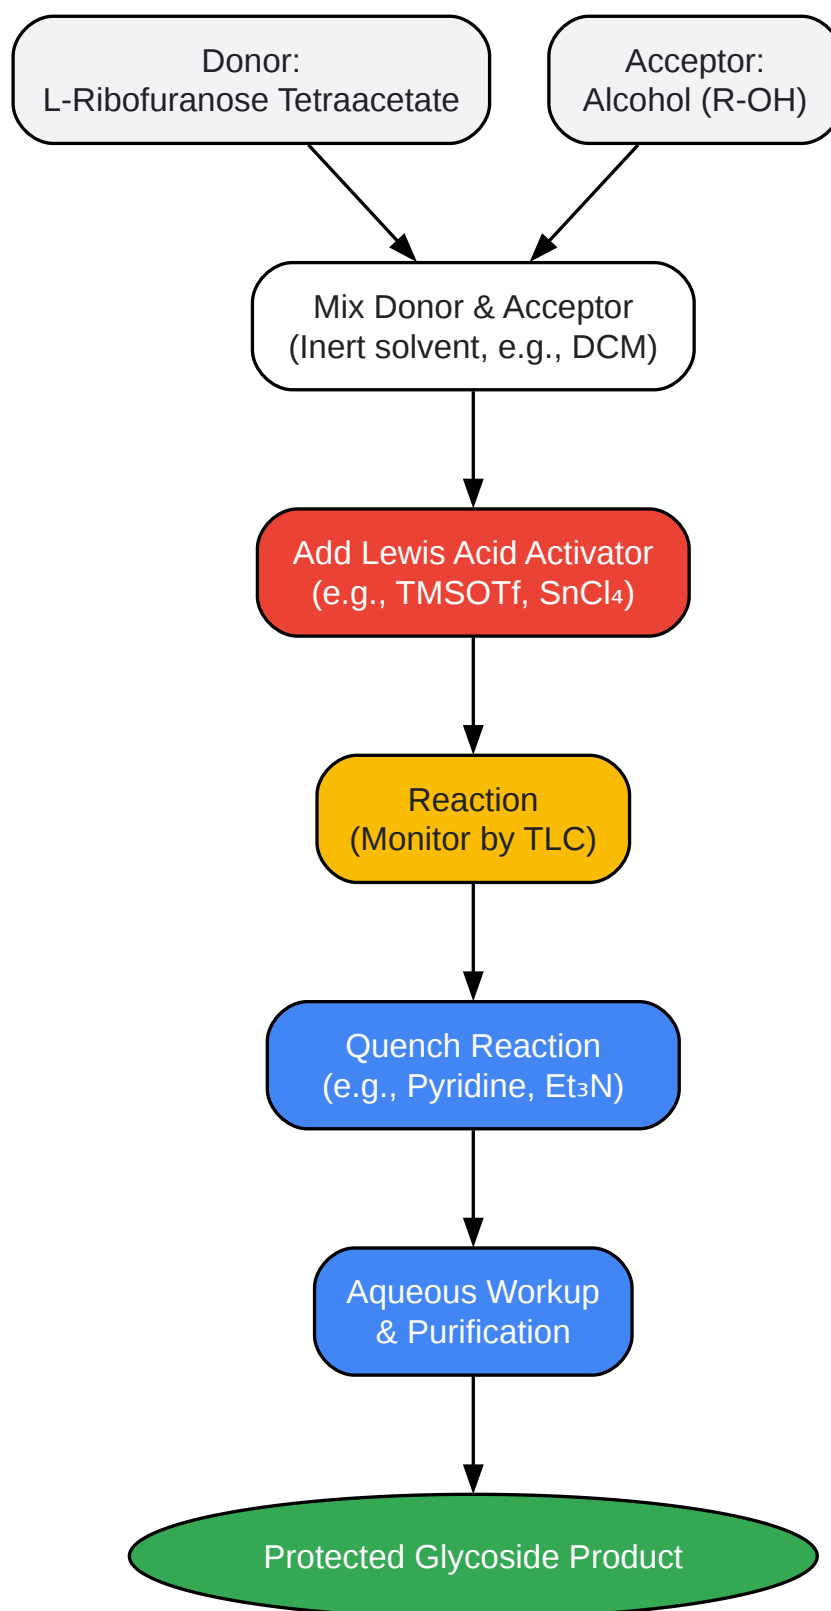 Donor:
L-Ribofuranose Tetraacetate
Acceptor:
Alcohol (R-OH)
Mix Donor & Acceptor
(Inert solvent, e.g., DCM)
Add Lewis Acid Activator
(e.g., TMSOTf, SnCl₄)
Reaction
(Monitor by TLC)
Quench Reaction
(e.g., Pyridine, Et₃N)
Aqueous Workup
& Purification
Protected Glycoside Product